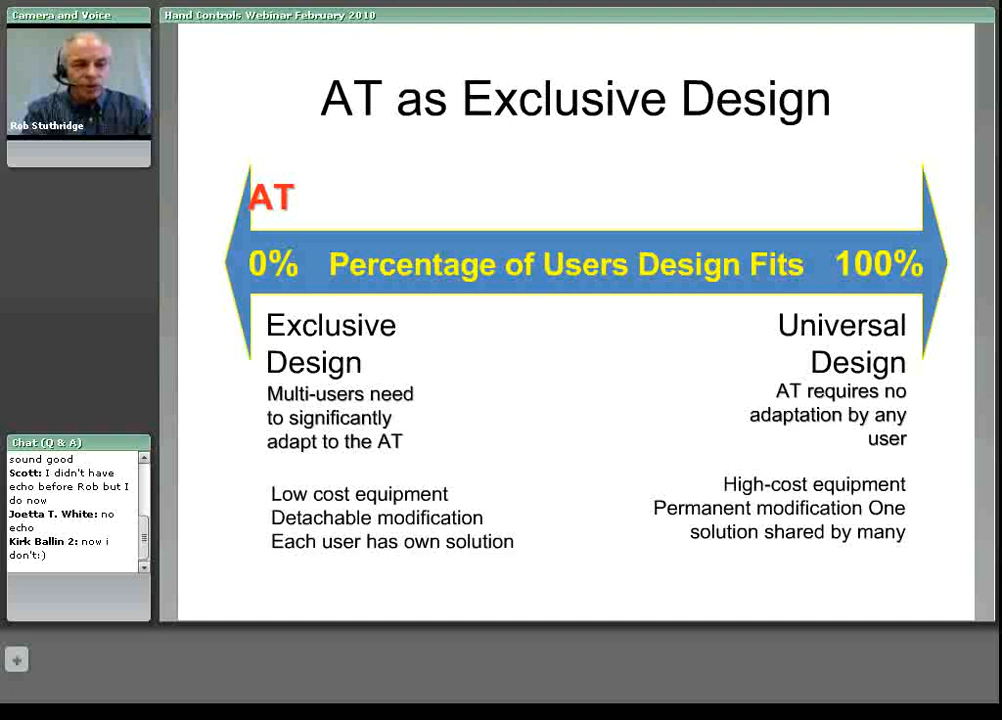 Camera and Voice
Hand Controls Webinar February 2010
Rob Stuthridge
AT as Exclusive Design
AT
0% Percentage of Users Design Fits 100%
Exclusive
Design
Multi-users need
to significantly
adapt to the AT
Low cost equipment
Detachable modification
Each user has own solution
Universal
Design
AT requires no
adaptation by any
user
High-cost equipment
Permanent modification One
solution shared by many
Chat (Q & A)
sound good
Scott: I didn't have
echo before Rob but I
do now
Joetta T. White: no
echo
Kirk Ballin 2: now i
don't:)